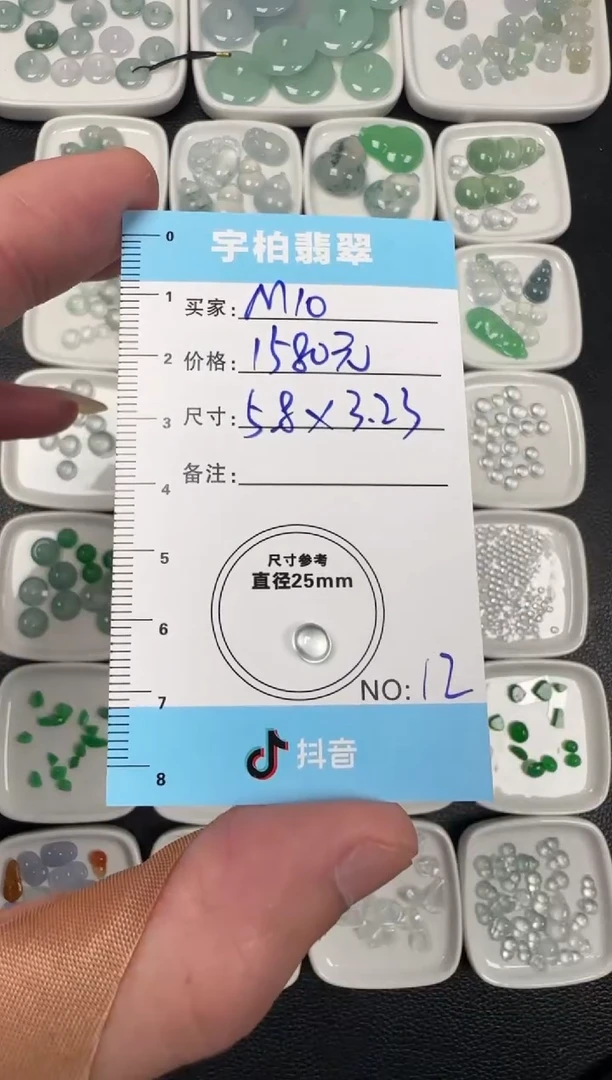 宇柏翡翠
0
1
2
3
4
5
6
7
8
买家: M10
价格: 1580元
尺寸: 5.8×3.23
备注:
尺寸参考
直径25mm
NO: 12
抖音